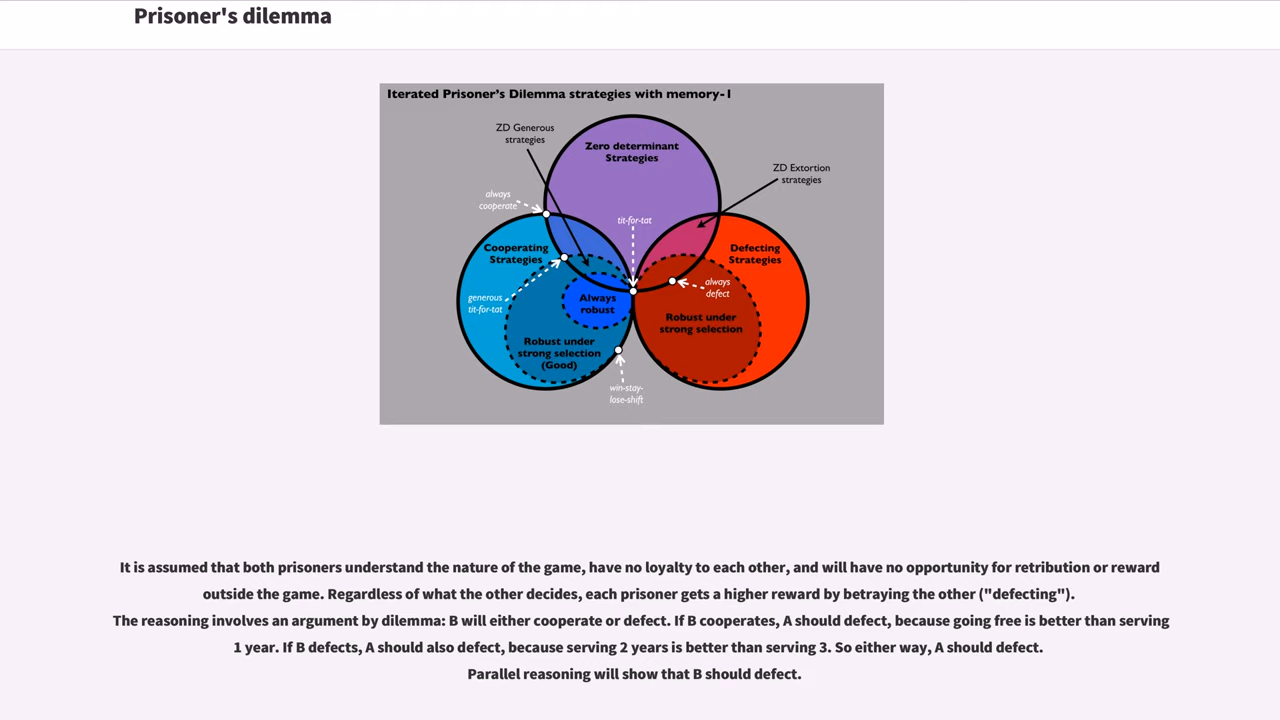 Prisoner's dilemma
Iterated Prisoner's Dilemma strategies with memory-1
ZD Generous
strategies
Zero determinant
Strategies
ZD Extortion
strategies
always
cooperate
tit-for-tat
Cooperating
Strategies
Defecting
Strategies
generous
tit-for-tat
Always
robust
always
defect
Robust under
strong selection
Robust under
strong selection
(Good)
win-stay-
lose-shift
It is assumed that both prisoners understand the nature of the game, have no loyalty to each other, and will have no opportunity for retribution or reward
outside the game. Regardless of what the other decides, each prisoner gets a higher reward by betraying the other ("defecting").
The reasoning involves an argument by dilemma: B will either cooperate or defect. If B cooperates, A should defect, because going free is better than serving
1 year. If B defects, A should also defect, because serving 2 years is better than serving 3. So either way, A should defect.
Parallel reasoning will show that B should defect.